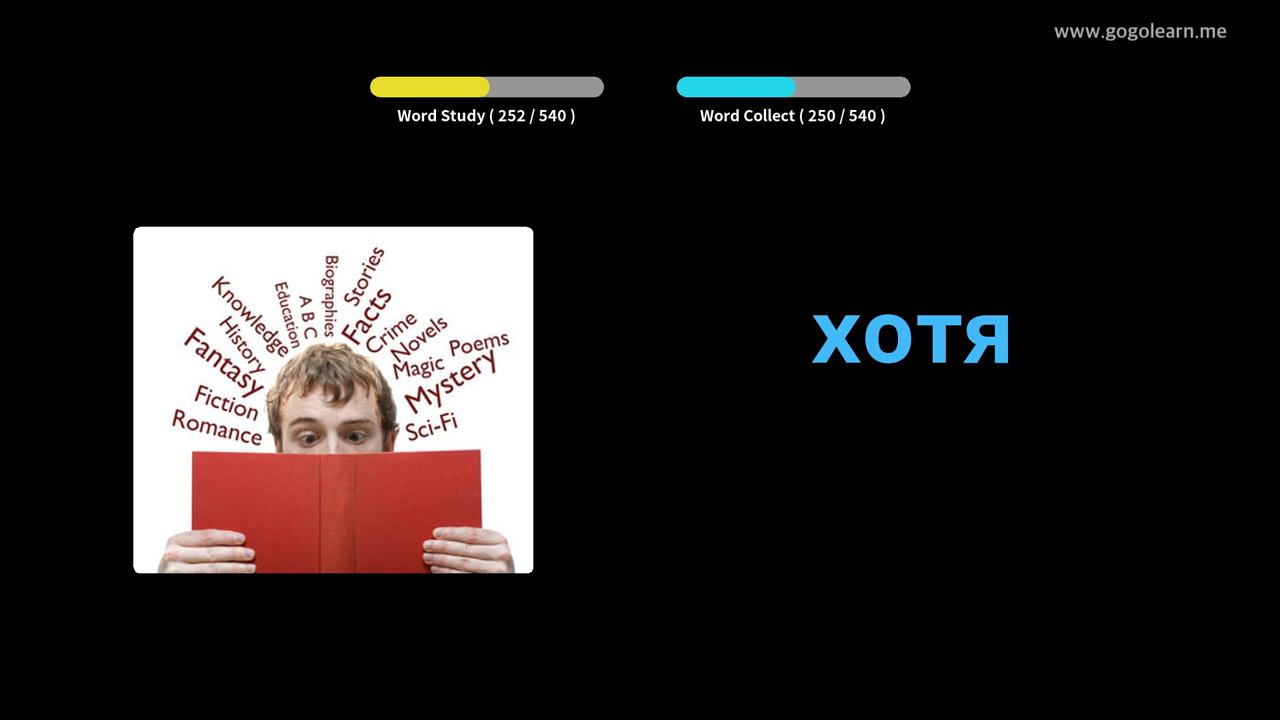 www.gogolearn.me
Word Study ( 252 / 540 )
Word Collect ( 250 / 540 )
Biographies
Stories
Knowledge
Education
A B C
Facts
History
Crime
Novels
Fantasy
Magic
Poems
Mystery
Fiction
Romance
Sci-Fi
хотя